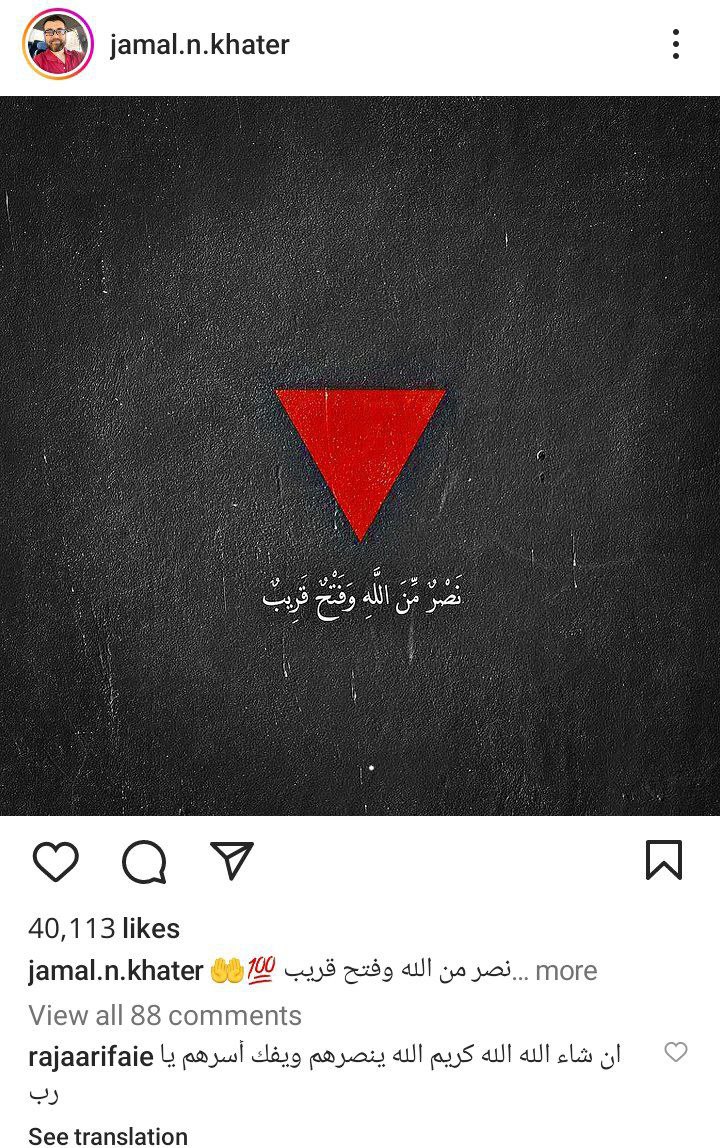 jamal.n.khater
نَصْرٌ مِّنَ اللَّهِ وَفَتْحٌ قَرِيبٌ
40,113 likes
jamal.n.khater 🤲💯 نصر من الله وفتح قريب... more
View all 88 comments
rajaarifaie ان شاء الله الله كريم الله ينصرهم ويفك أسرهم يا
رب
See translation